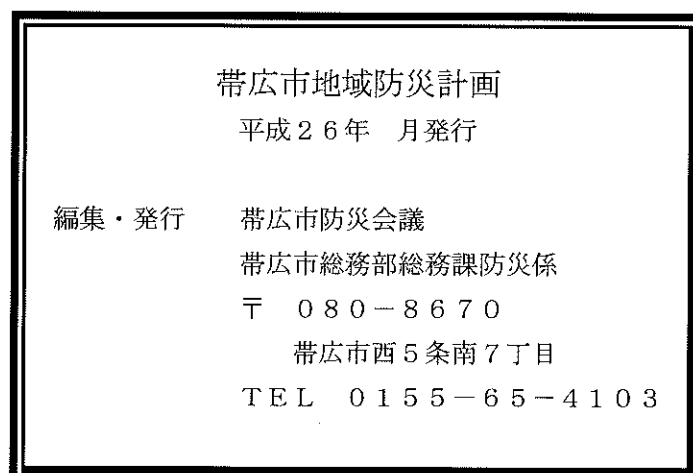 帯広市地域防災計画
平成２６年　月発行
編集・発行　帯広市防災会議
帯広市総務部総務課防災係
〒　０８０－８６７０
帯広市西５条南７丁目
ＴＥＬ　０１５５－６５－４１０３